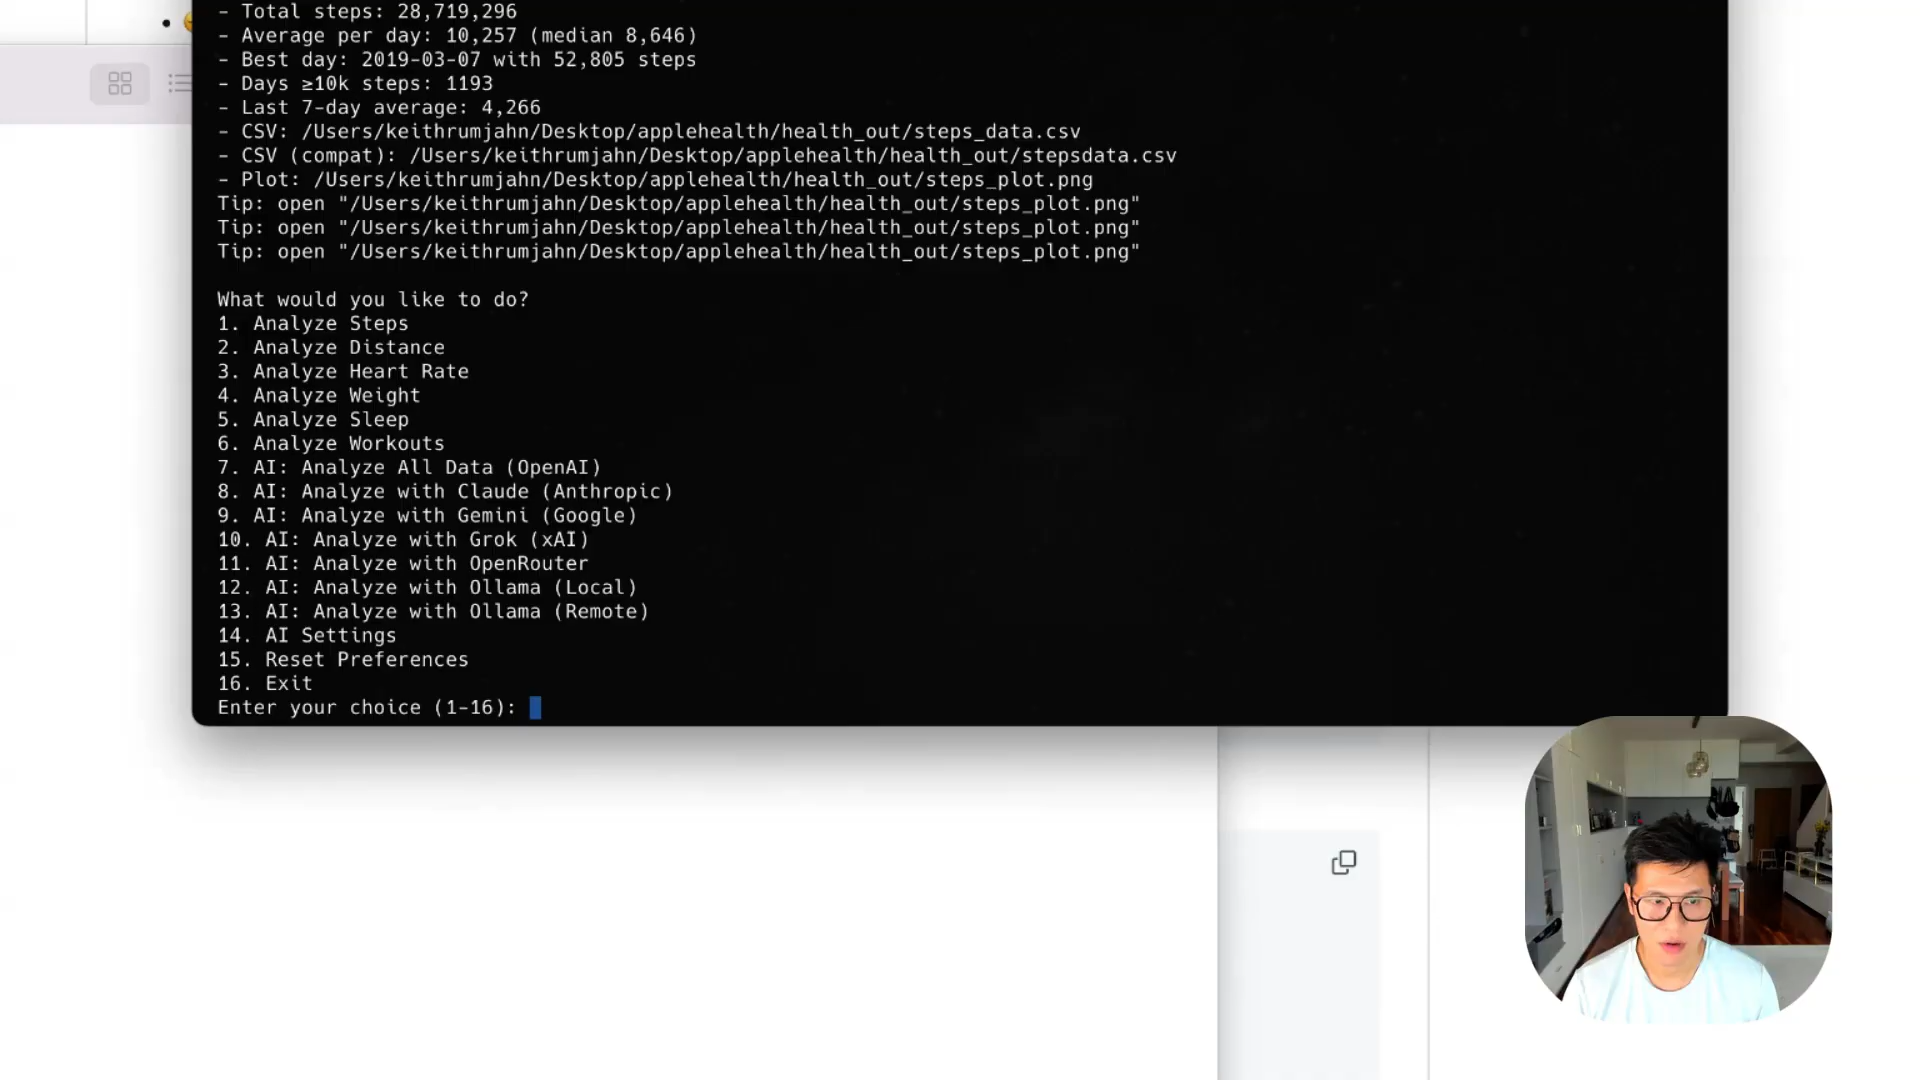 - Total steps: 28,719,296
- Average per day: 10,257 (median 8,646)
- Best day: 2019-03-07 with 52,805 steps
- Days ≥10k steps: 1193
- Last 7-day average: 4,266
- CSV: /Users/keithrumjahn/Desktop/applehealth/health_out/steps_data.csv
- CSV (compat): /Users/keithrumjahn/Desktop/applehealth/health_out/stepsdata.csv
- Plot: /Users/keithrumjahn/Desktop/applehealth/health_out/steps_plot.png
Tip: open "/Users/keithrumjahn/Desktop/applehealth/health_out/steps_plot.png"
Tip: open "/Users/keithrumjahn/Desktop/applehealth/health_out/steps_plot.png"
Tip: open "/Users/keithrumjahn/Desktop/applehealth/health_out/steps_plot.png"
What would you like to do?
1. Analyze Steps
2. Analyze Distance
3. Analyze Heart Rate
4. Analyze Weight
5. Analyze Sleep
6. Analyze Workouts
7. AI: Analyze All Data (OpenAI)
8. AI: Analyze with Claude (Anthropic)
9. AI: Analyze with Gemini (Google)
10. AI: Analyze with Grok (xAI)
11. AI: Analyze with OpenRouter
12. AI: Analyze with Ollama (Local)
13. AI: Analyze with Ollama (Remote)
14. AI Settings
15. Reset Preferences
16. Exit
Enter your choice (1-16):